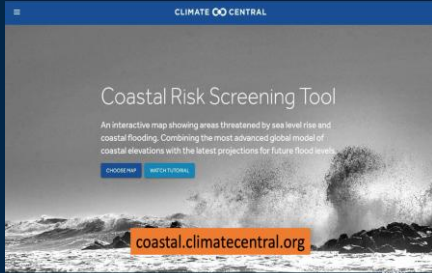 CLIMATE CENTRAL
Coastal Risk Screening Tool
An interactive map showing areas threatened by sea level rise and
coastal flooding. Combining the most advanced global model of
coastal elevations with the latest projections for future flood levels.
CHOOSE MAP WATCH TUTORIAL
coastal.climatecentral.org